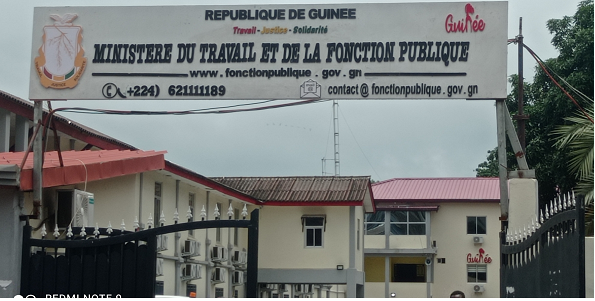 REPUBLIQUE DE GUINEE
Travail - Justice - Solidarité
Guinée
MINISTERE DU TRAVAIL ET DE LA FONCTION PUBLIQUE
www.fonctionpublique.gov.gn
(+224) 621111189
contact@fonctionpublique.gov.gn
Guinée
REDMI NOTE 9